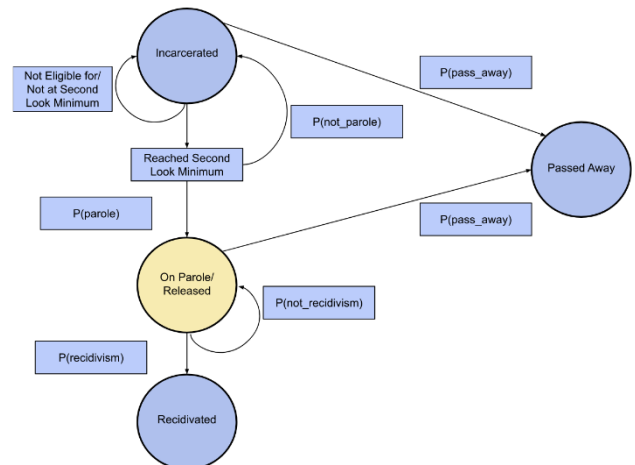 Incarcerated
Not Eligible for/
Not at Second
Look Minimum
P(pass_away)
P(not_parole)
Reached Second
Look Minimum
Passed Away
P(parole)
P(pass_away)
On Parole/
Released
P(not_recidivism)
P(recidivism)
Recidivated